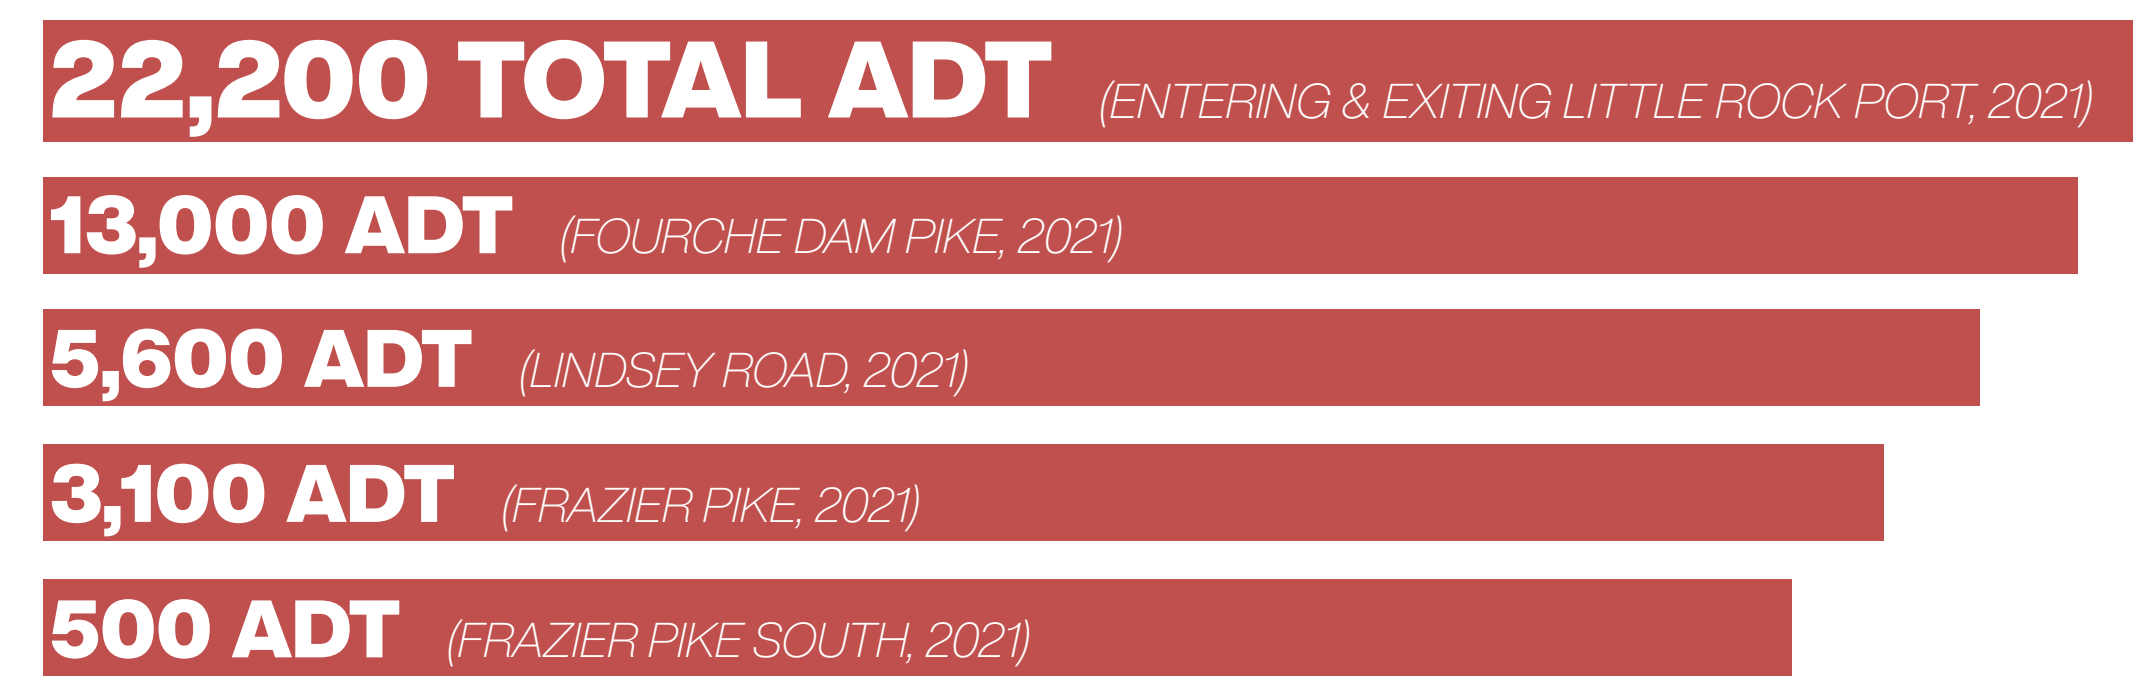 22,200 TOTAL ADT (ENTERING & EXITING LITTLE ROCK PORT, 2021)
13,000 ADT (FOURCHE DAM PIKE, 2021)
5,600 ADT (LINDSEY ROAD, 2021)
3,100 ADT (FRAZIER PIKE, 2021)
500 ADT (FRAZIER PIKE SOUTH, 2021)